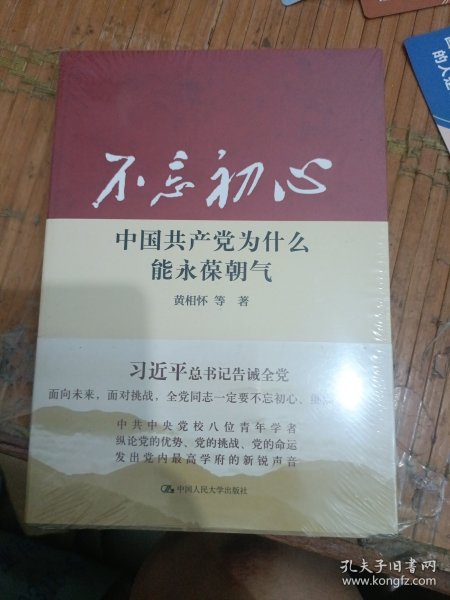 不忘初心
中国共产党为什么
能永葆朝气
黄相怀 等 著
习近平总书记告诫全党
面向未来，面对挑战，全党同志一定要不忘初心、继
中共中央党校八位青年学者
纵论党的优势、党的挑战、党的命运
发出党内最高学府的新锐声音
中国人民大学出版社
的人
孔夫子旧书网
www.kongfz.com